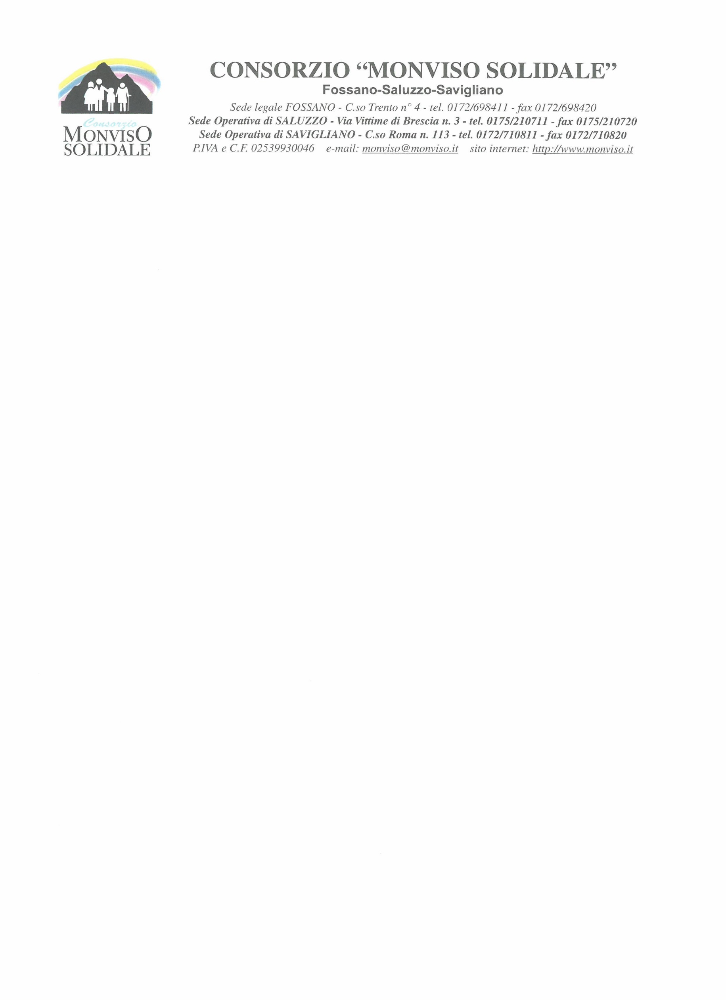 CONSORZIO “MONVISO SOLIDALE”
Fossano-Saluzzo-Savigliano
Sede legale FOSSANO - C.so Trento n° 4 - tel. 0172/698411 - fax 0172/698420
Sede Operativa di SALUZZO - Via Vittime di Brescia n. 3 - tel. 0175/210711 - fax 0175/210720
Sede Operativa di SAVIGLIANO - C.so Roma n. 113 - tel. 0172/710811 - fax 0172/710820
P.IVA e C.F. 02539930046 e-mail: monviso@monviso.it sito internet: http://www.monviso.it
Consorzio
MONVISO
SOLIDALE